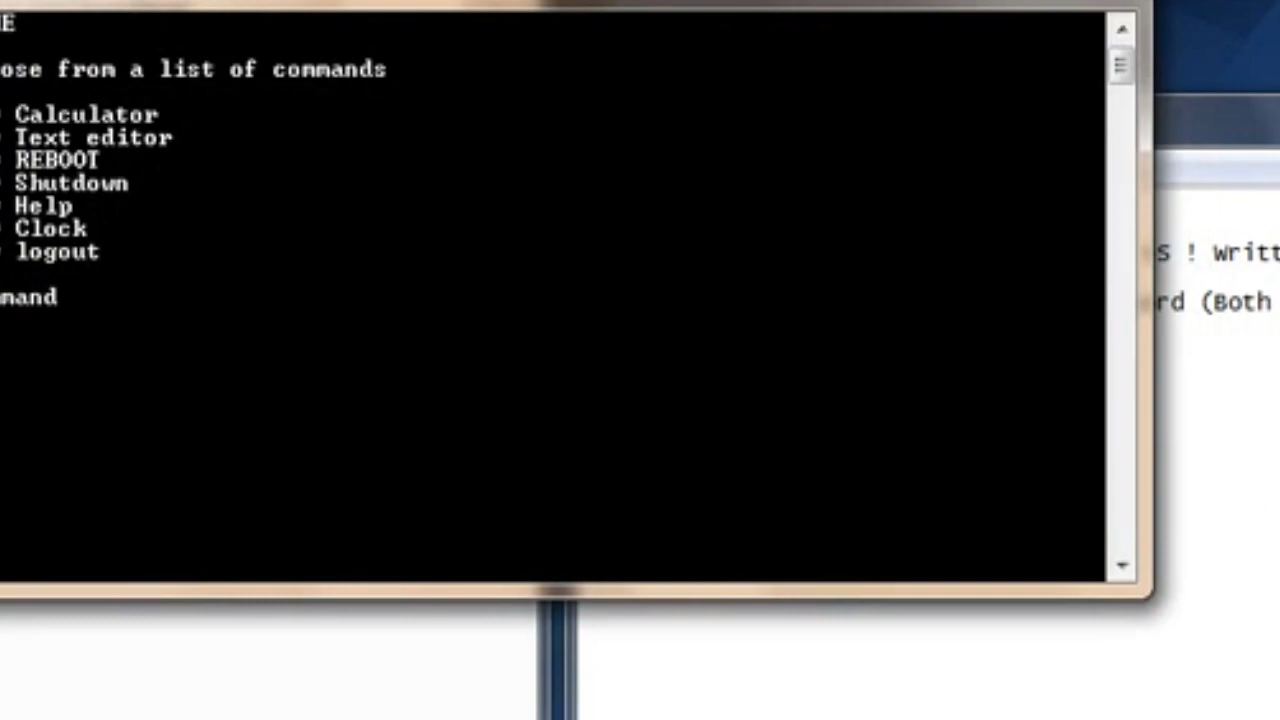 E
ose from a list of commands
Calculator
Text editor
REBOOT
Shutdown
Help
Clock
logout
mand
S ! Writt
rd (Both